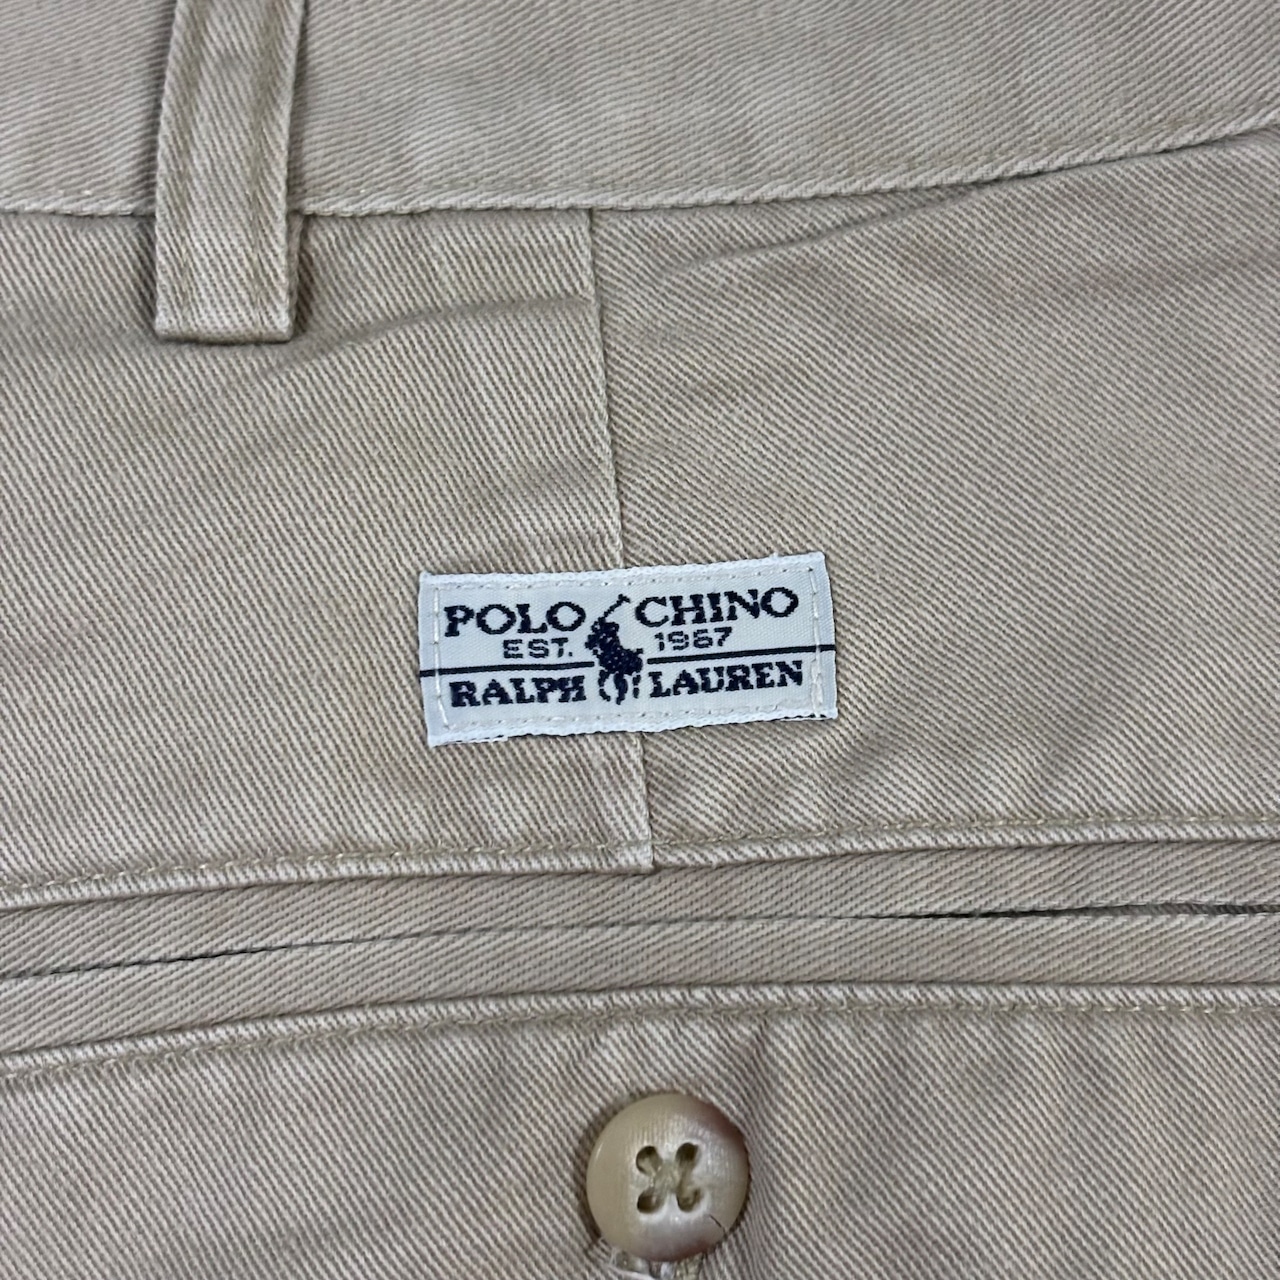 POLO CHINO
EST. 1967
RALPH LAUREN